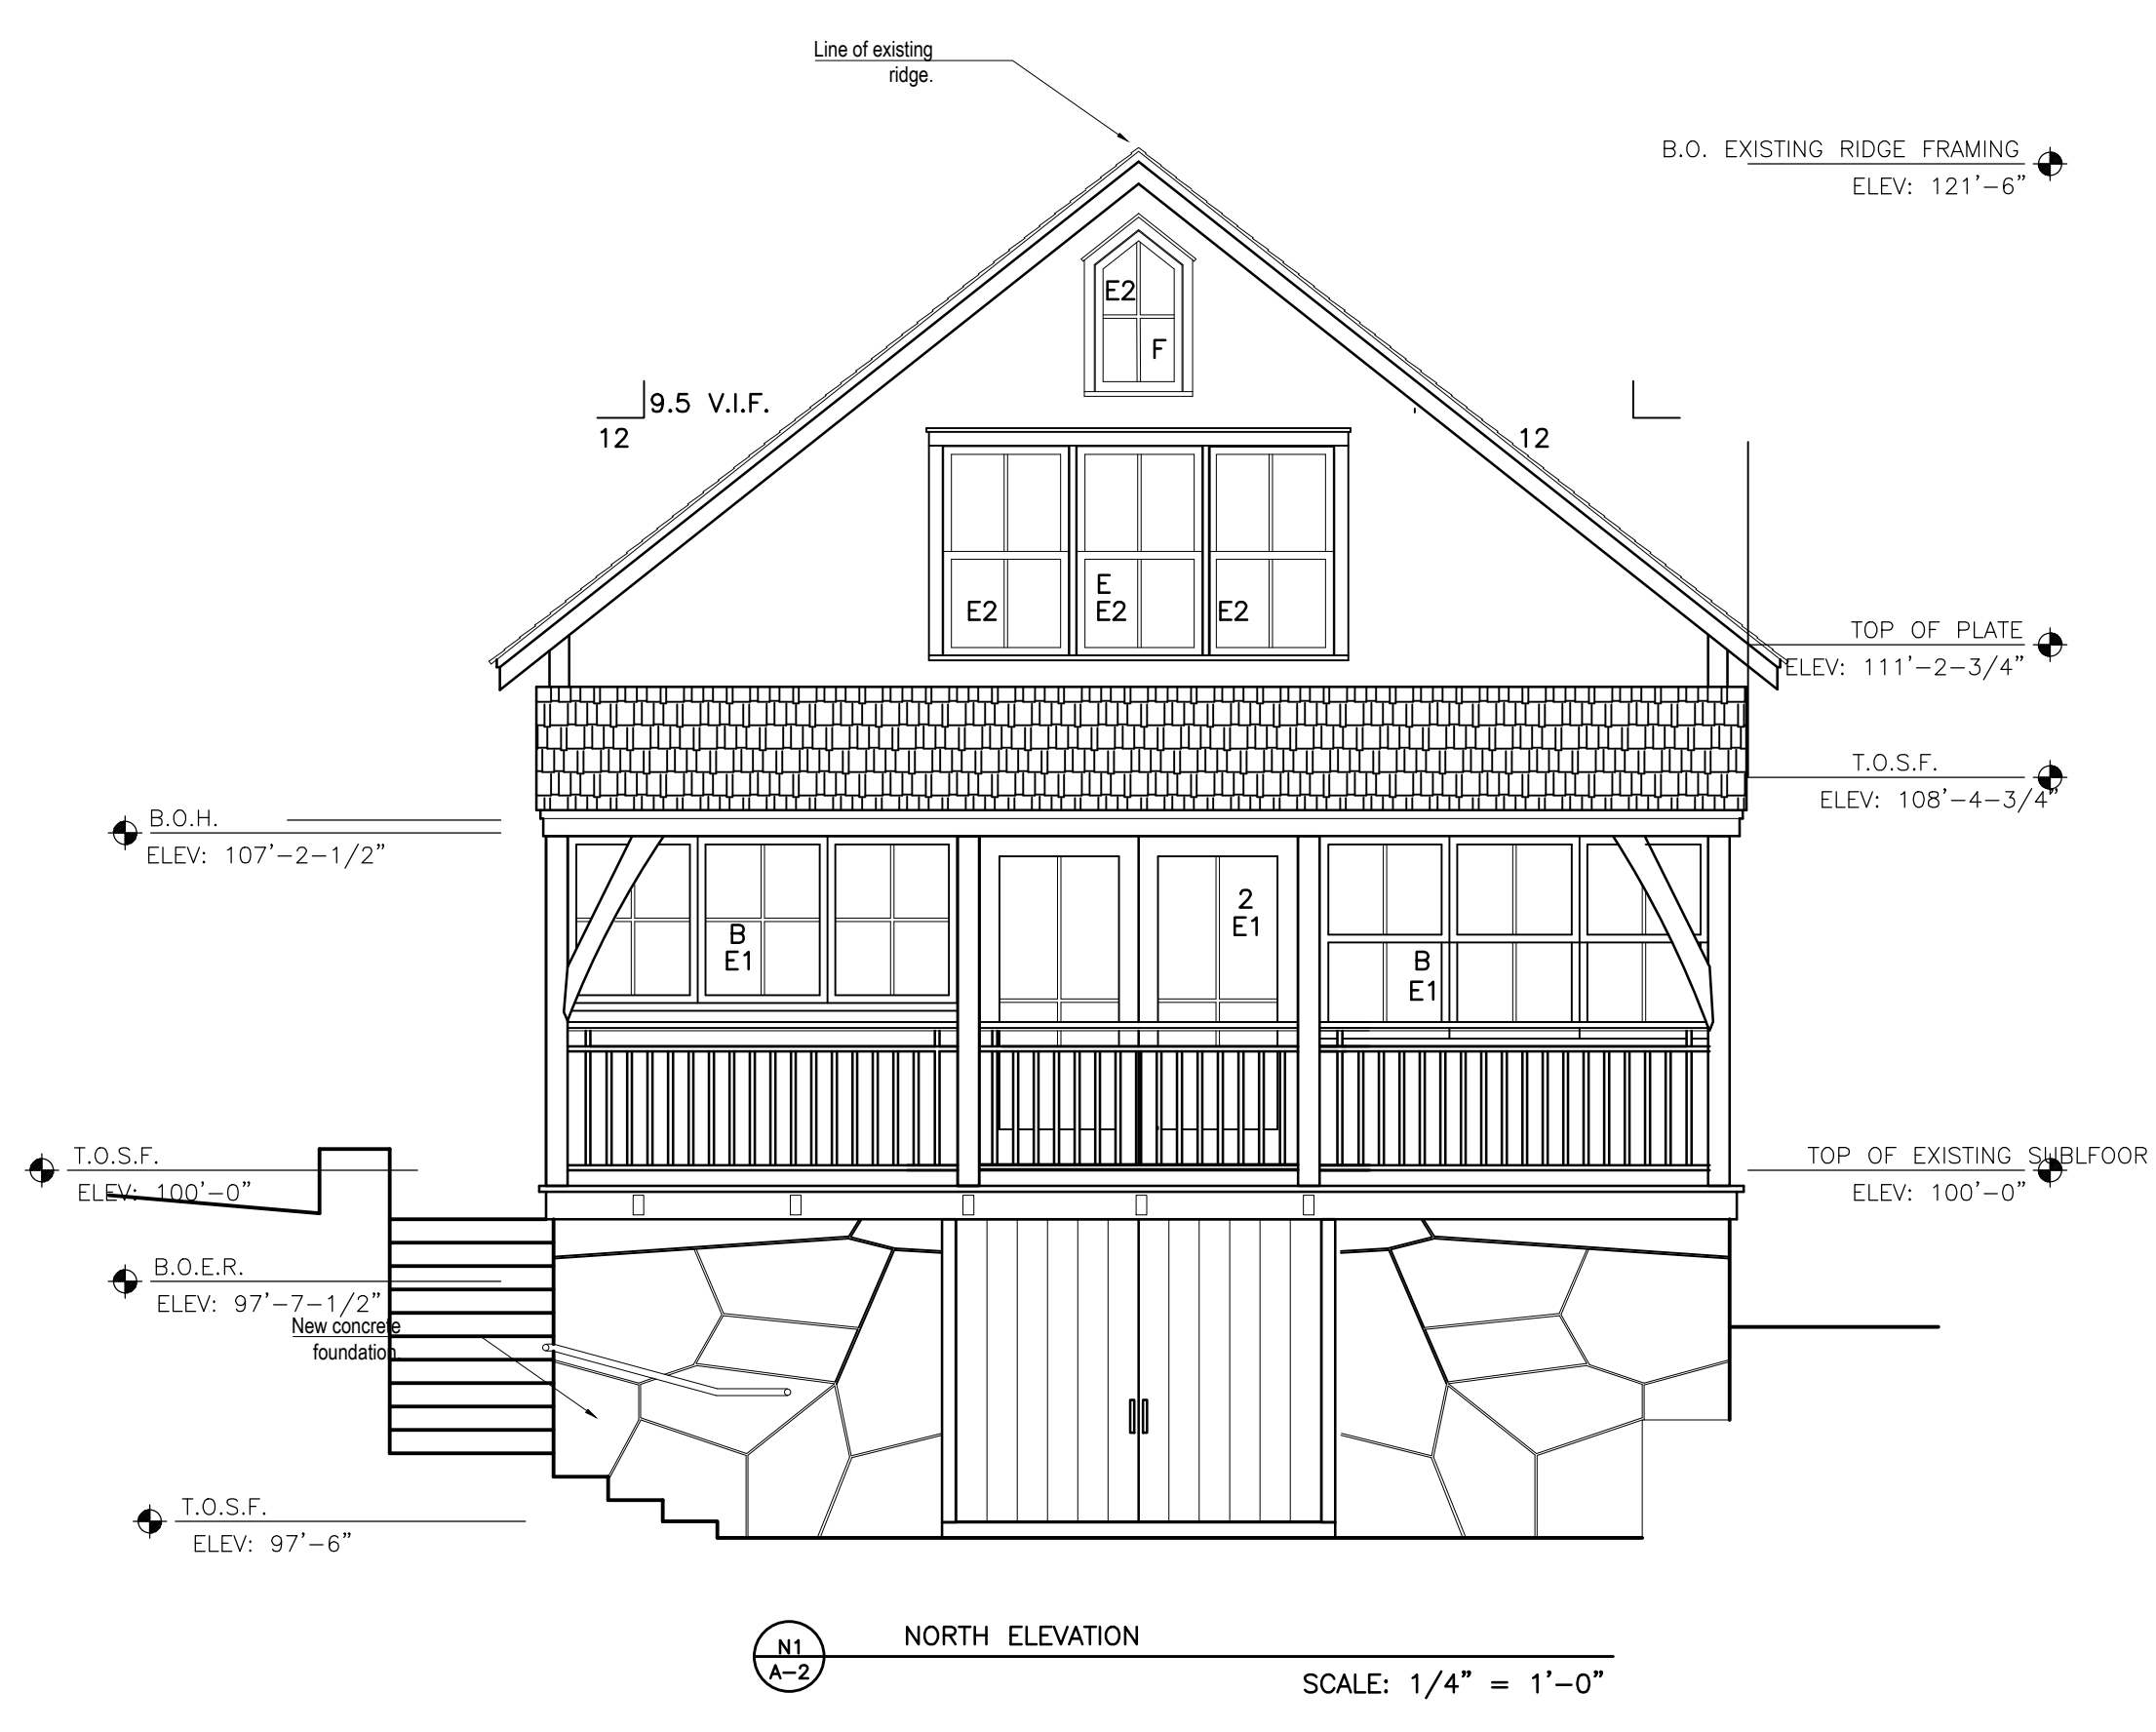 Line of existing
ridge.
B.O. EXISTING RIDGE FRAMING
ELEV: 121'-6"
E2
F
9.5 V.I.F.
12
12
E
E2
E2
E2
TOP OF PLATE
ELEV: 111'-2-3/4"
T.O.S.F.
ELEV: 108'-4-3/4"
B.O.H.
ELEV: 107'-2-1/2"
B
E1
2
E1
B
E1
T.O.S.F.
ELEV: 100'-0"
TOP OF EXISTING SUBLFOOR
ELEV: 100'-0"
B.O.E.R.
ELEV: 97'-7-1/2"
New concrete
foundation.
T.O.S.F.
ELEV: 97'-6"
N1
A-2
NORTH ELEVATION
SCALE: 1/4" = 1'-0"